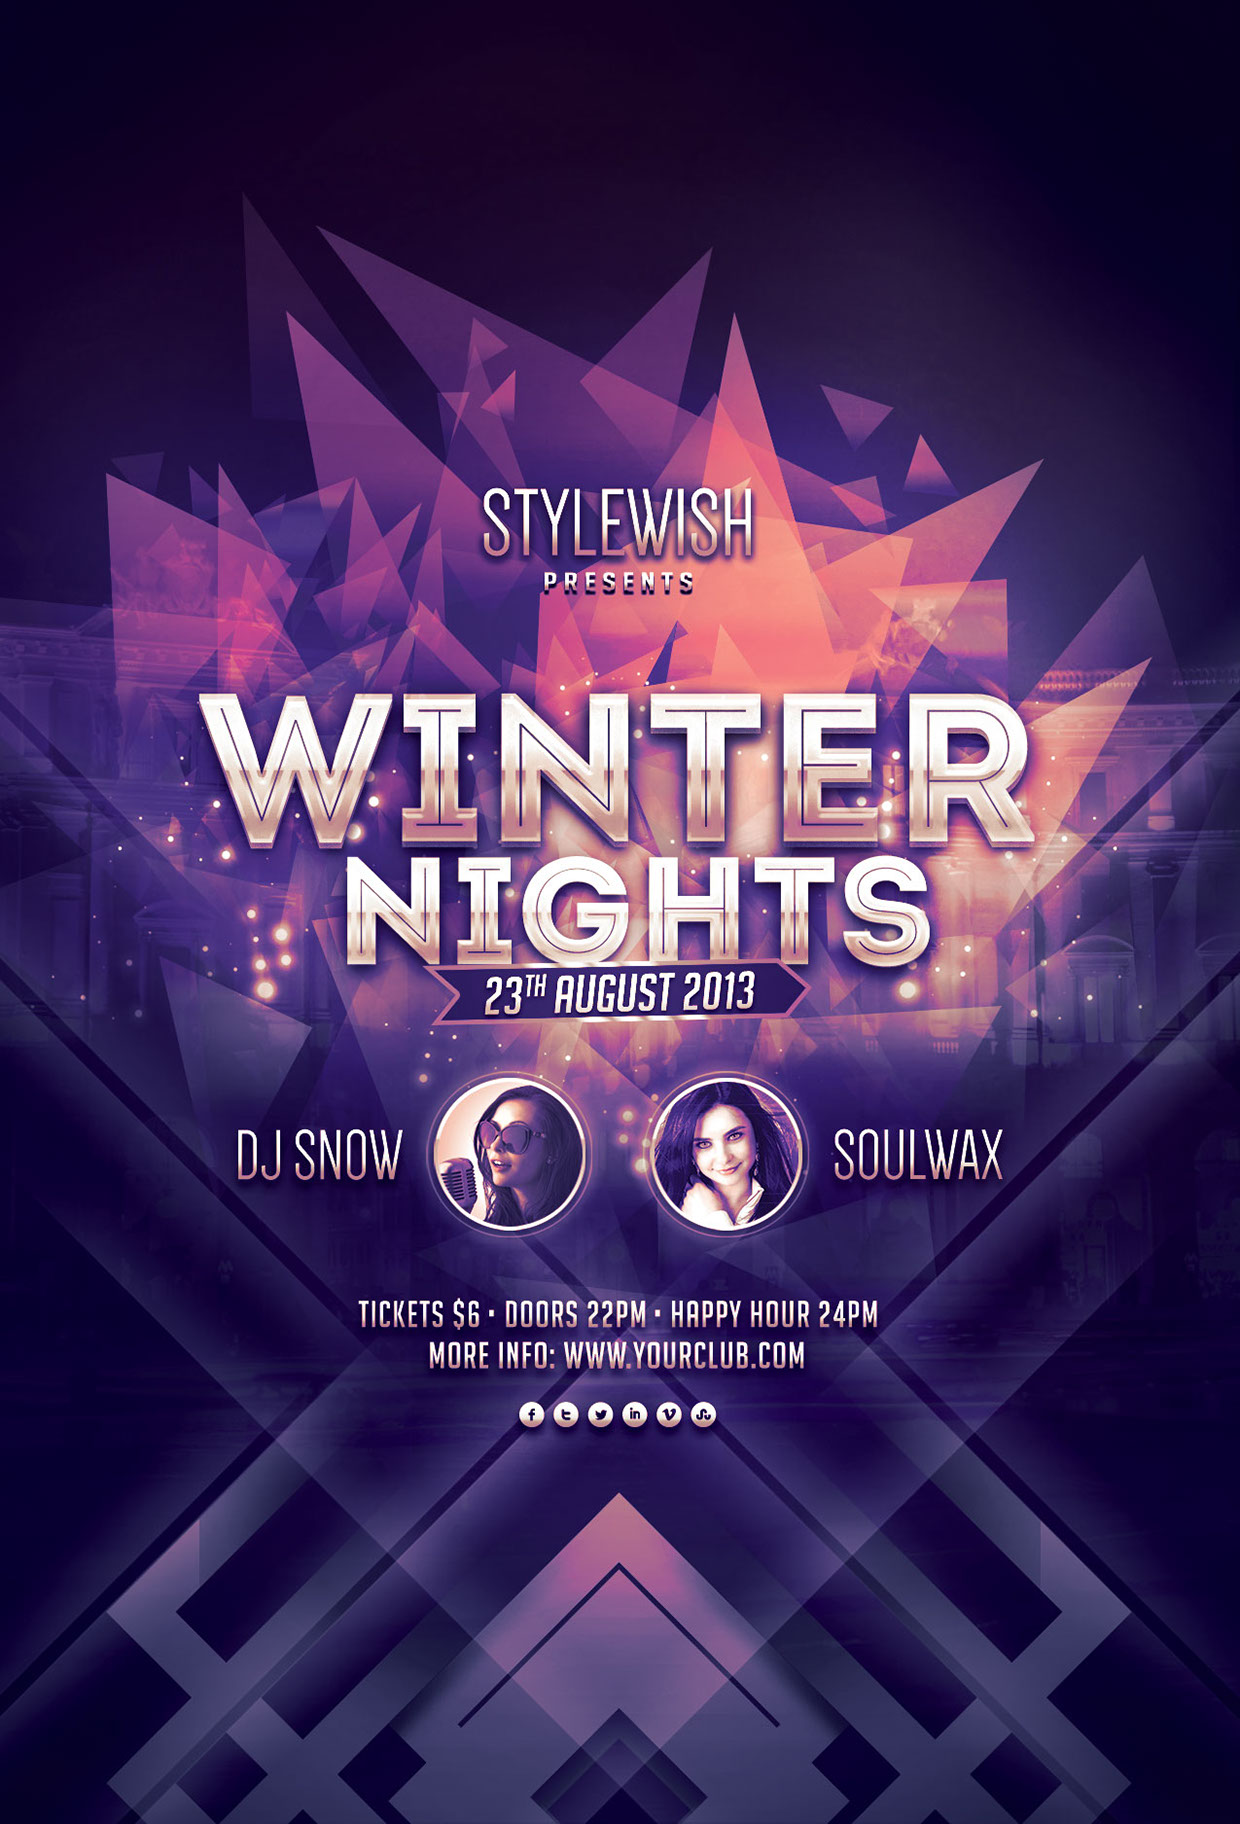 STYLEWISH
PRESENTS
WINTER
NIGHTS
23TH AUGUST 2013
DJ SNOW
SOULWAX
TICKETS $6 • DOORS 22PM • HAPPY HOUR 24PM
MORE INFO: WWW.YOURCLUB.COM